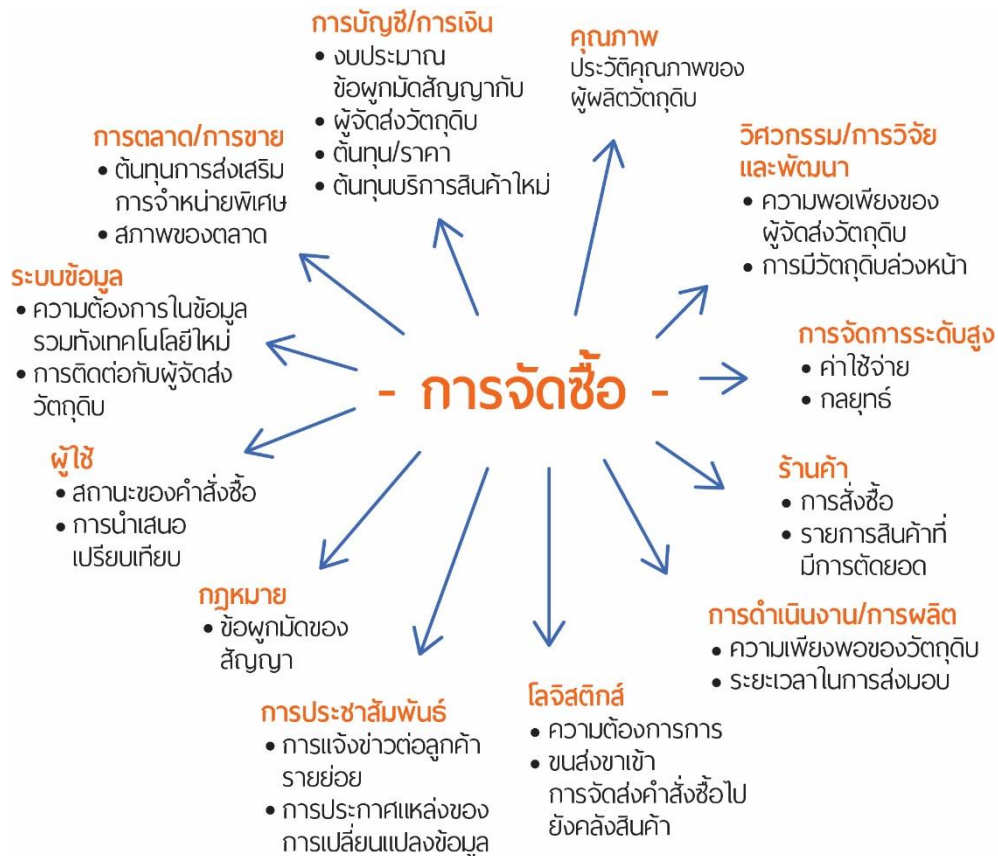 การบัญชี/การเงิน
• งบประมาณ
ข้อผูกมัดสัญญากับ
• ผู้จัดส่งวัตถุดิบ
• ต้นทุน/ราคา
• ต้นทุนบริการสินค้าใหม่
คุณภาพ
ประวัติคุณภาพของ
ผู้ผลิตวัตถุดิบ
การตลาด/การขาย
• ต้นทุนการส่งเสริม
การจำหน่ายพิเศษ
• สภาพของตลาด
วิศวกรรม/การวิจัย
และพัฒนา
• ความพอเพียงของ
ผู้จัดส่งวัตถุดิบ
• การมีวัตถุดิบล่วงหน้า
ระบบข้อมูล
• ความต้องการในข้อมูล
รวมทังเทคโนโลยีใหม่
• การติดต่อกับผู้จัดส่ง
วัตถุดิบ
การจัดการระดับสูง
• ค่าใช้จ่าย
• กลยุทธ์
- การจัดซื้อ -
ผู้ใช้
• สถานะของคำสั่งซื้อ
• การนำเสนอ
เปรียบเทียบ
ร้านค้า
• การสั่งซื้อ
• รายการสินค้าที่
มีการตัดยอด
กฎหมาย
• ข้อผูกมัดของ
สัญญา
การดำเนินงาน/การผลิต
• ความเพียงพอของวัตถุดิบ
• ระยะเวลาในการส่งมอบ
การประชาสัมพันธ์
• การแจ้งข่าวต่อลูกค้า
รายย่อย
• การประกาศแหล่งของ
การเปลี่ยนแปลงข้อมูล
โลจิสติกส์
• ความต้องการการ
• ขนส่งขาเข้า
การจัดส่งคำสั่งซื้อไป
ยังคลังสินค้า